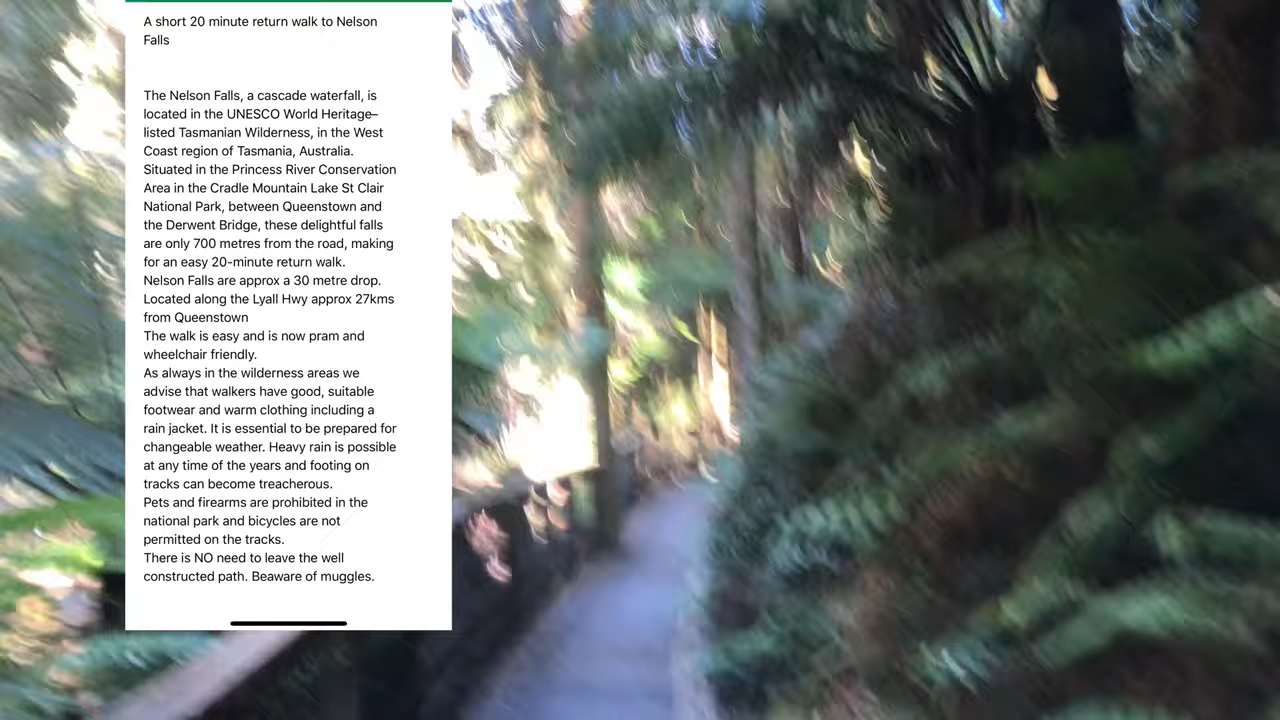 A short 20 minute return walk to Nelson
Falls
The Nelson Falls, a cascade waterfall, is
located in the UNESCO World Heritage–
listed Tasmanian Wilderness, in the West
Coast region of Tasmania, Australia.
Situated in the Princess River Conservation
Area in the Cradle Mountain Lake St Clair
National Park, between Queenstown and
the Derwent Bridge, these delightful falls
are only 700 metres from the road, making
for an easy 20-minute return walk.
Nelson Falls are approx a 30 metre drop.
Located along the Lyall Hwy approx 27kms
from Queenstown
The walk is easy and is now pram and
wheelchair friendly.
As always in the wilderness areas we
advise that walkers have good, suitable
footwear and warm clothing including a
rain jacket. It is essential to be prepared for
changeable weather. Heavy rain is possible
at any time of the years and footing on
tracks can become treacherous.
Pets and firearms are prohibited in the
national park and bicycles are not
permitted on the tracks.
There is NO need to leave the well
constructed path. Beaware of muggles.